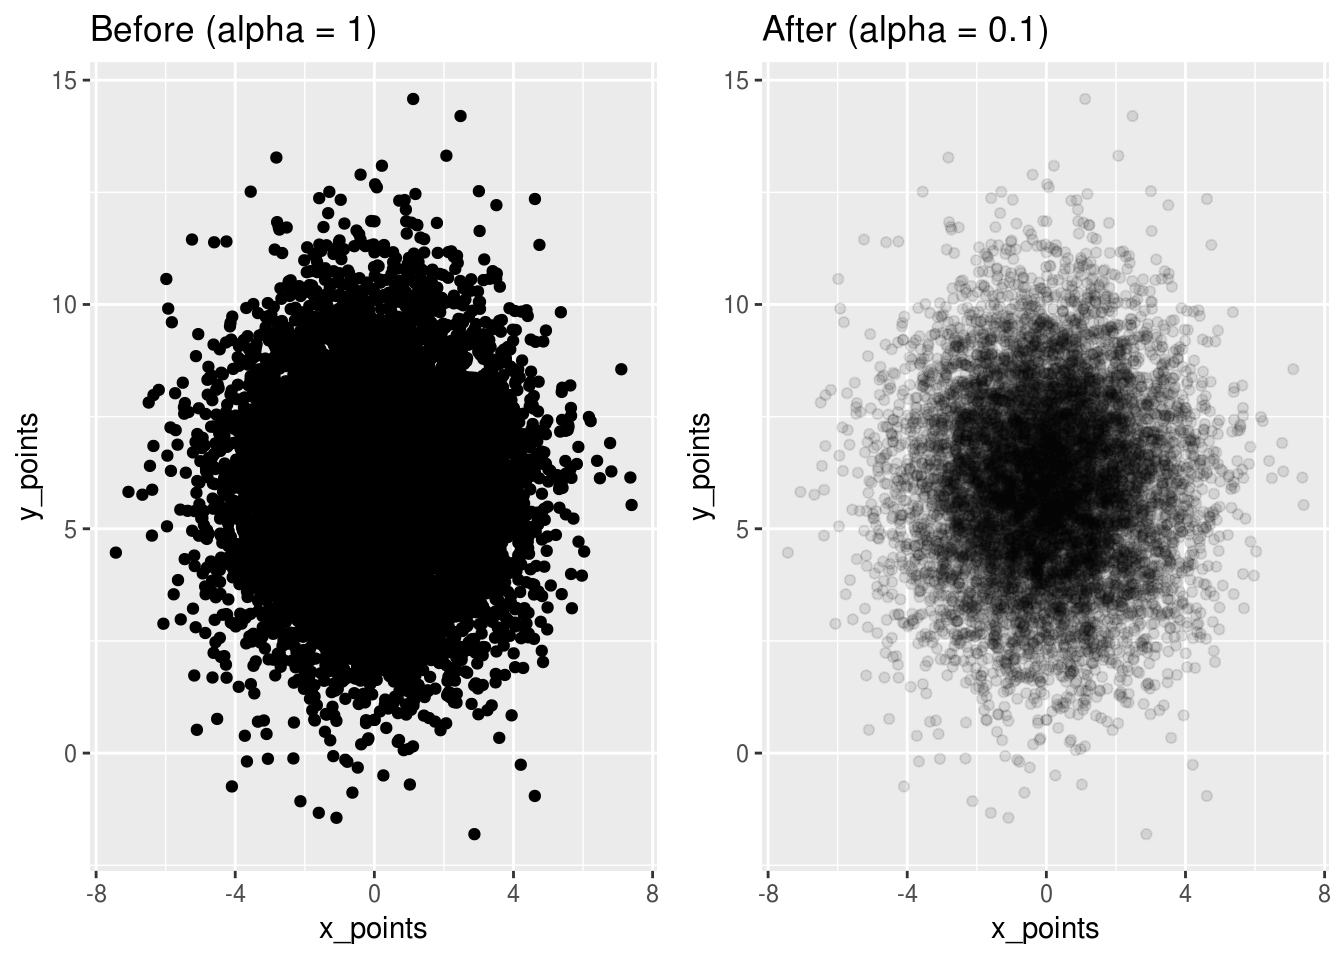 Before (alpha = 1)
15
10
5
0
y_points
-8 -4 0 4 8
x_points
After (alpha = 0.1)
15
10
5
0
y_points
-8 -4 0 4 8
x_points